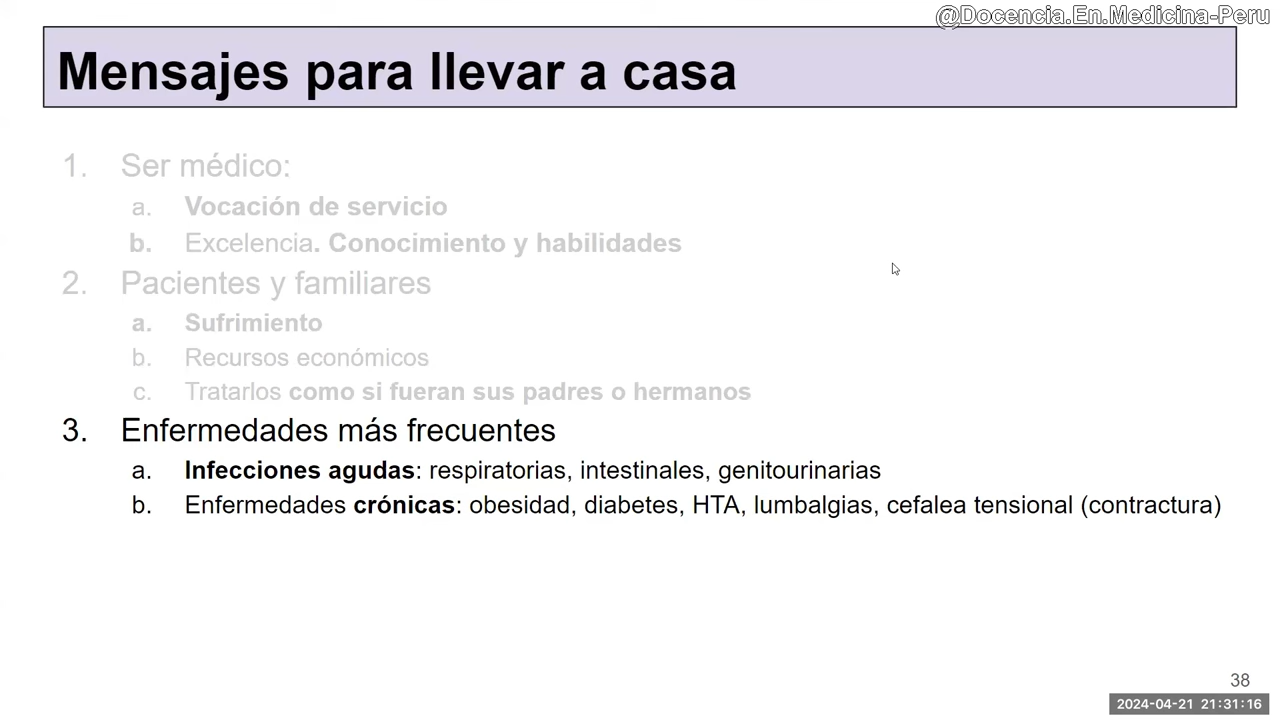 @Docencia.En.Medicina-Peru
Mensajes para llevar a casa
1. Ser médico:
a. Vocación de servicio
b. Excelencia. Conocimiento y habilidades
2. Pacientes y familiares
a. Sufrimiento
b. Recursos económicos
c. Tratarlos como si fueran sus padres o hermanos
3. Enfermedades más frecuentes
a. Infecciones agudas: respiratorias, intestinales, genitourinarias
b. Enfermedades crónicas: obesidad, diabetes, HTA, lumbalgias, cefalea tensional (contractura)
38
2024-04-21 21:31:16